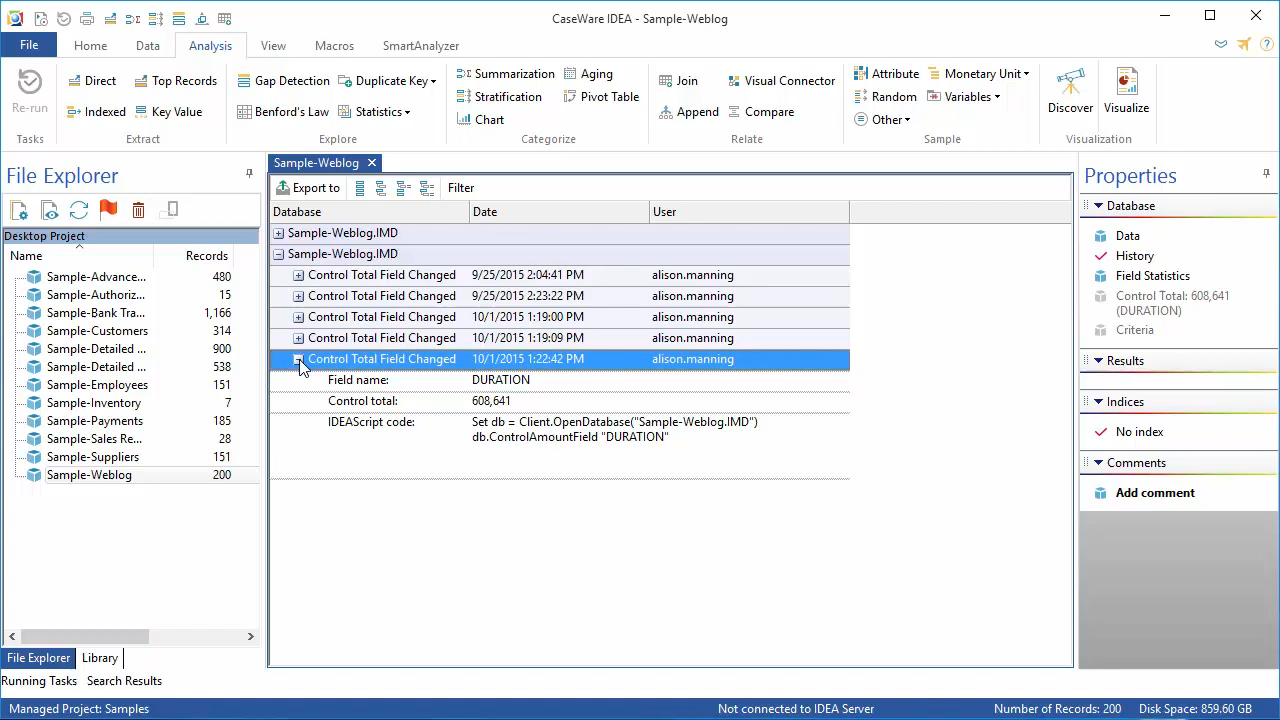 CaseWare IDEA - Sample-Weblog
File Home Data Analysis View Macros SmartAnalyzer
Re-run
Tasks
Direct Top Records
Indexed Key Value
Extract
Gap Detection Duplicate Key
Benford's Law Statistics
Explore
Summarization Aging
Stratification Pivot Table
Chart
Categorize
Join Visual Connector
Append Compare
Relate
Attribute Monetary Unit
Random Variables
Other
Sample
Discover Visualize
Visualization
File Explorer
Desktop Project
Name Records
Sample-Advance... 480
Sample-Authoriz... 15
Sample-Bank Tra... 1,166
Sample-Customers 314
Sample-Detailed ... 900
Sample-Detailed ... 538
Sample-Employees 151
Sample-Inventory 7
Sample-Payments 185
Sample-Sales Re... 28
Sample-Suppliers 151
Sample-Weblog 200
File Explorer Library
Running Tasks Search Results
Sample-Weblog
Export to Filter
Database Date User
Sample-Weblog.IMD
Sample-Weblog.IMD
Control Total Field Changed 9/25/2015 2:04:41 PM alison.manning
Control Total Field Changed 9/25/2015 2:23:22 PM alison.manning
Control Total Field Changed 10/1/2015 1:19:00 PM alison.manning
Control Total Field Changed 10/1/2015 1:19:09 PM alison.manning
Control Total Field Changed 10/1/2015 1:22:42 PM alison.manning
Field name: DURATION
Control total: 608,641
IDEAScript code: Set db = Client.OpenDatabase("Sample-Weblog.IMD")
db.ControlAmountField "DURATION"
Properties
Database
Data
History
Field Statistics
Control Total: 608,641
(DURATION)
Criteria
Results
Indices
No index
Comments
Add comment
Managed Project: Samples Not connected to IDEA Server Number of Records: 200 Disk Space: 859.60 GB